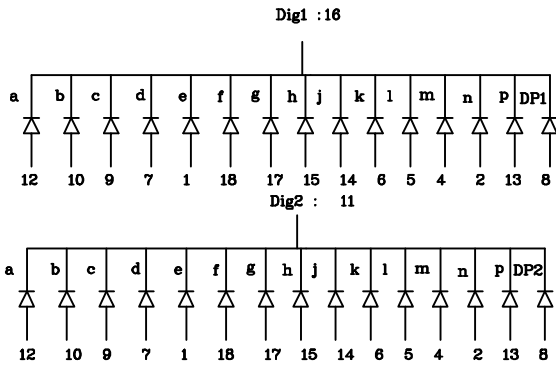 Dig1 :16
a b c d e f g h j k l m n p DP1
12 10 9 7 1 18 17 15 14 6 5 4 2 13 8
Dig2 : 11
a b c d e f g h j k l m n p DP2
12 10 9 7 1 18 17 15 14 6 5 4 2 13 8